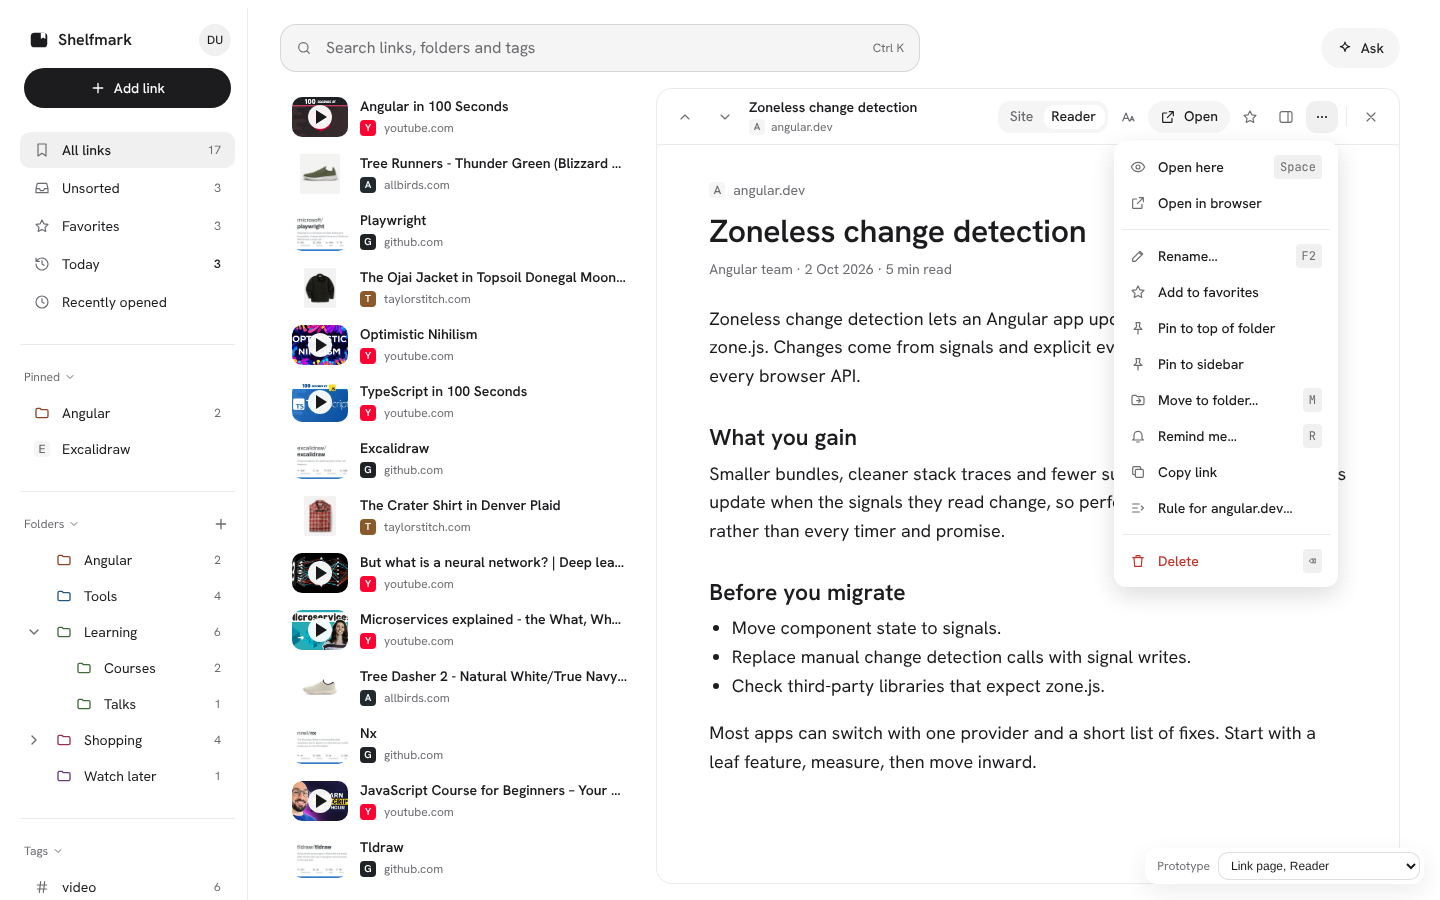 Shelfmark
DU
Add link
All links 17
Unsorted 3
Favorites 3
Today 3
Recently opened
Pinned
Angular 2
E Excalidraw
Folders
Angular 2
Tools 4
Learning 6
Courses 2
Talks 1
Shopping 4
Watch later 1
Tags
# video 6
Search links, folders and tags Ctrl K
Ask
Angular in 100 Seconds
Y youtube.com
Tree Runners - Thunder Green (Blizzard ...
A allbirds.com
Playwright
G github.com
The Ojai Jacket in Topsoil Donegal Moon...
T taylorstitch.com
Optimistic Nihilism
Y youtube.com
TypeScript in 100 Seconds
Y youtube.com
Excalidraw
G github.com
The Crater Shirt in Denver Plaid
T taylorstitch.com
But what is a neural network? | Deep lea...
Y youtube.com
Microservices explained - the What, Wh...
Y youtube.com
Tree Dasher 2 - Natural White/True Navy...
A allbirds.com
Nx
G github.com
JavaScript Course for Beginners – Your ...
Y youtube.com
Tldraw
G github.com
Zoneless change detection
A angular.dev
Site Reader AA Open
A angular.dev
Zoneless change detection
Angular team · 2 Oct 2026 · 5 min read
Zoneless change detection lets an Angular app
zone.js. Changes come from signals and explicit
every browser API.
What you gain
Smaller bundles, cleaner stack traces and fewer
update when the signals they read change, so
rather than every timer and promise.
Before you migrate
• Move component state to signals.
• Replace manual change detection calls with signal writes.
• Check third-party libraries that expect zone.js.
Most apps can switch with one provider and a short list of fixes. Start with a
leaf feature, measure, then move inward.
Open here Space
Open in browser
Rename... F2
Add to favorites
Pin to top of folder
Pin to sidebar
Move to folder... M
Remind me... R
Copy link
Rule for angular.dev...
Delete ⌫
Prototype Link page, Reader